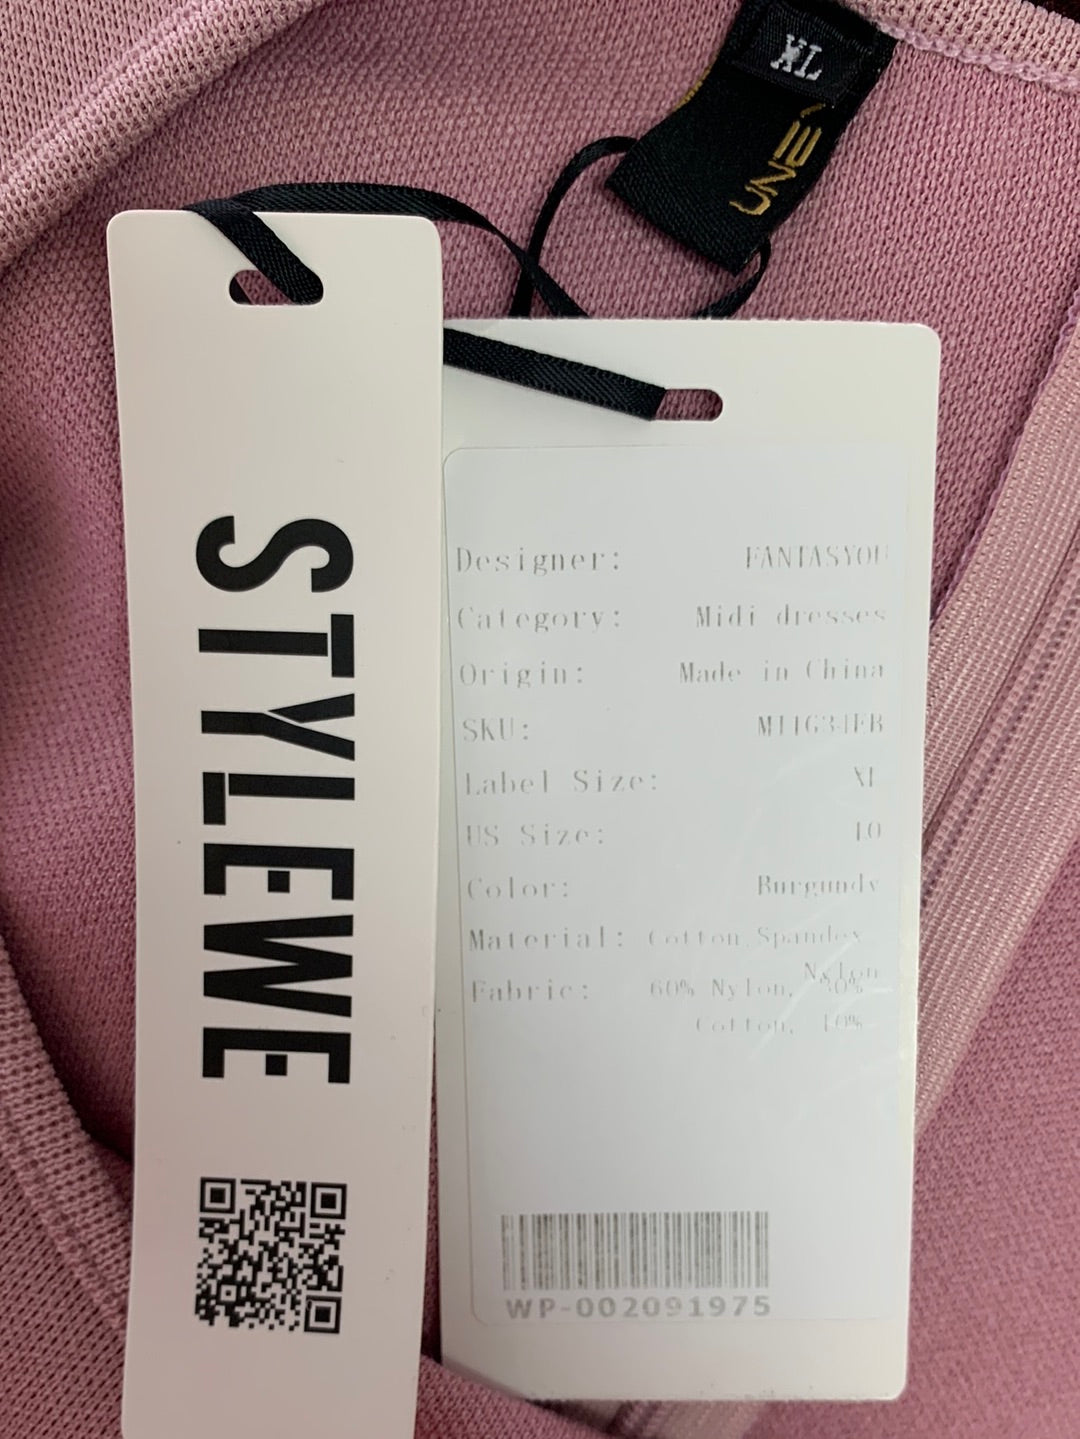 XL
UNE
STYLEWE
Designer: FANTASYOU
Category: Midi dresses
Origin: Made in China
SKU:
Label Size: XL
US Size: 10
Color: Burgundy
Material: Cotton,Spandex
Nylon
Fabric: 60% Nylon, 30%
Cotton, 10%
WP-002091975